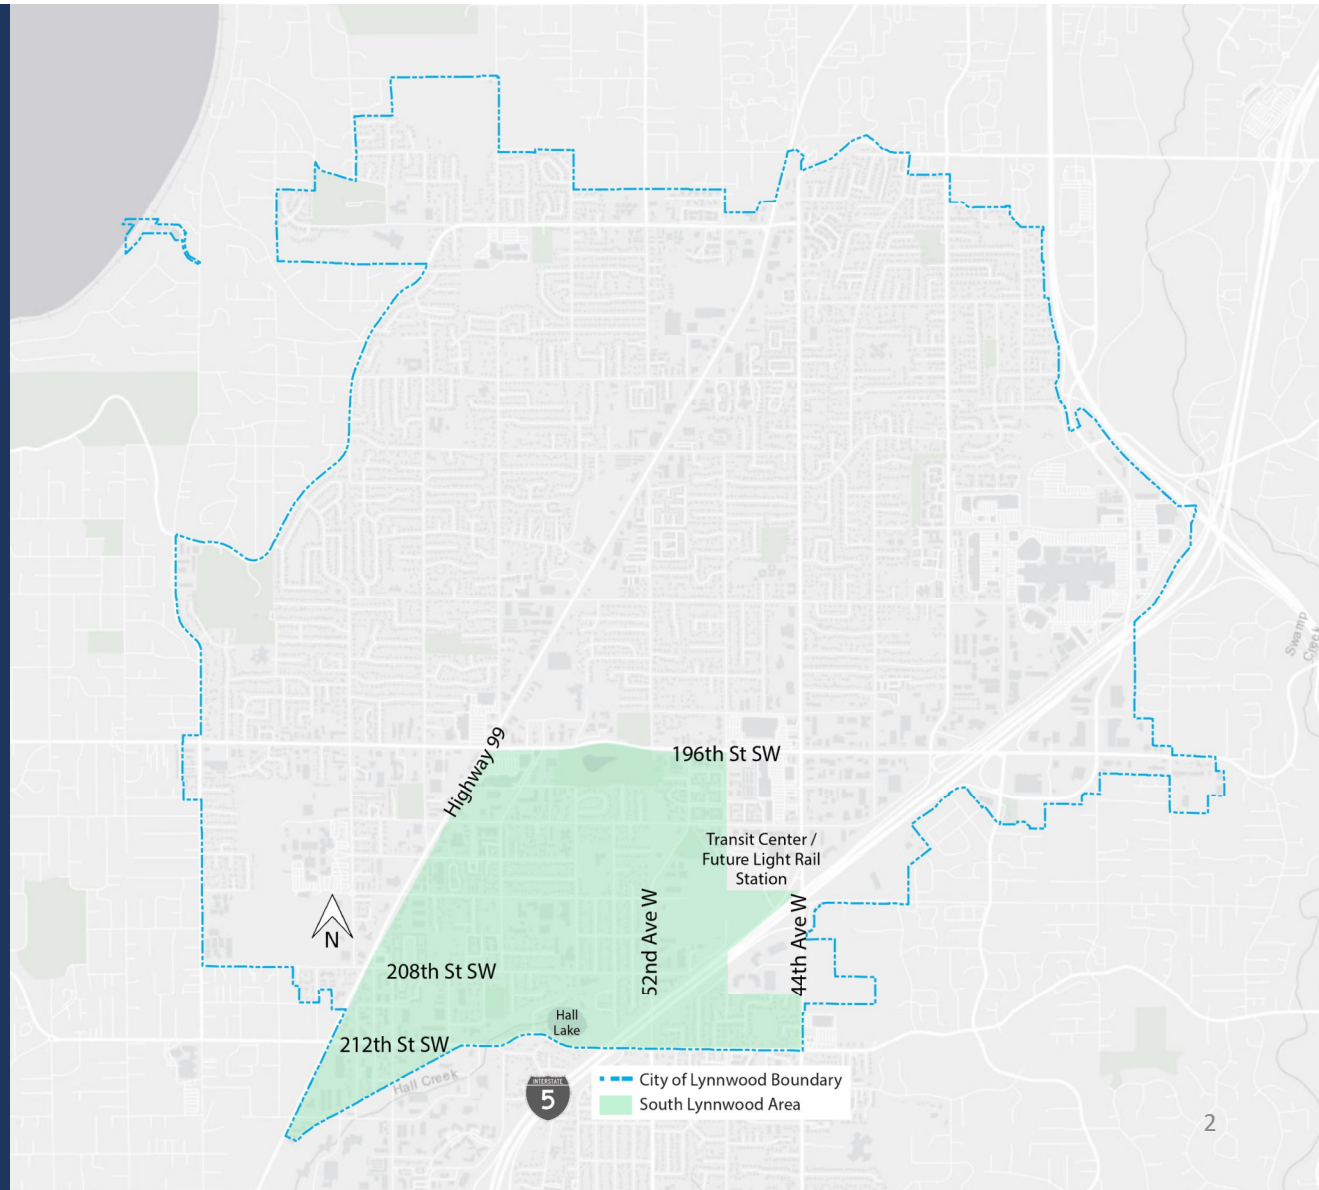 Swamp
Creek
Highway 99
196th St SW
Transit Center /
Future Light Rail
Station
N
52nd Ave W
44th Ave W
208th St SW
Hall
Lake
212th St SW
Hall Creek
INTERSTATE
5
City of Lynnwood Boundary
South Lynnwood Area
2